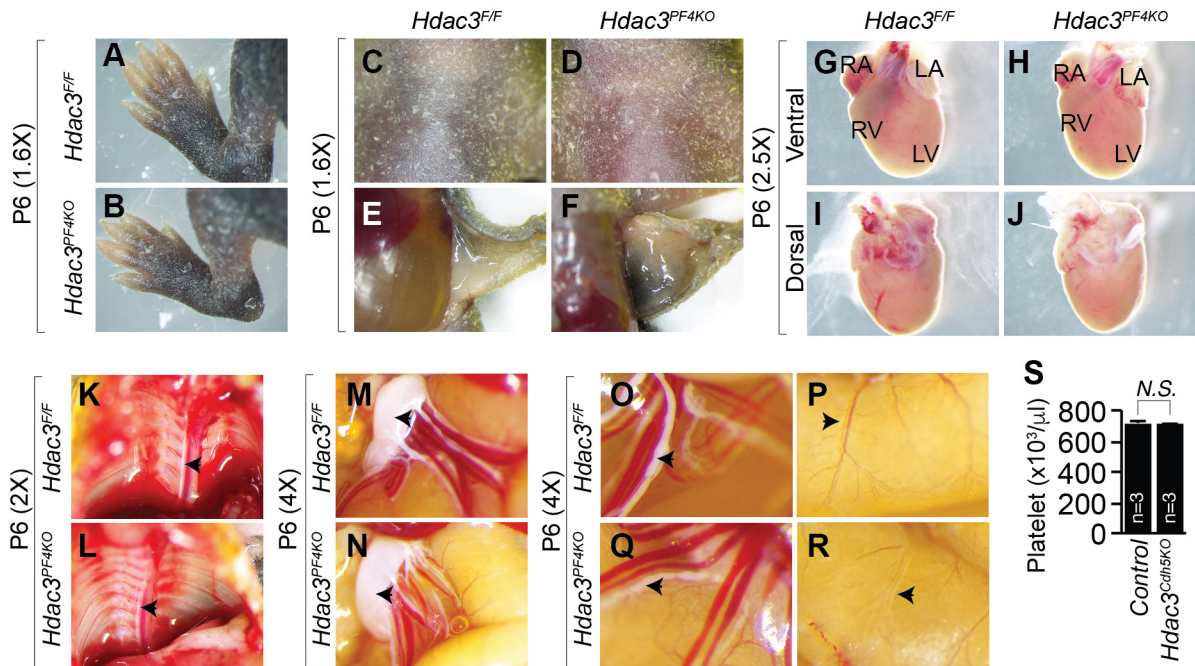 Hdac3F/F
Hdac3PF4KO
Hdac3F/F
Hdac3PF4KO
P6 (1.6X)
Hdac3F/F
Hdac3PF4KO
A
B
P6 (1.6X)
C
D
E
F
P6 (2.5X)
Ventral
Dorsal
G
RA
LA
RV
LV
H
RA
LA
RV
LV
I
J
P6 (2X)
Hdac3F/F
Hdac3PF4KO
K
L
P6 (4X)
Hdac3F/F
Hdac3PF4KO
M
N
P6 (4X)
Hdac3F/F
Hdac3PF4KO
O
P
Q
R
S
N.S.
Platelet (x10³/µl)
800
600
400
200
0
n=3
n=3
Control
Hdac3Cdh5KO